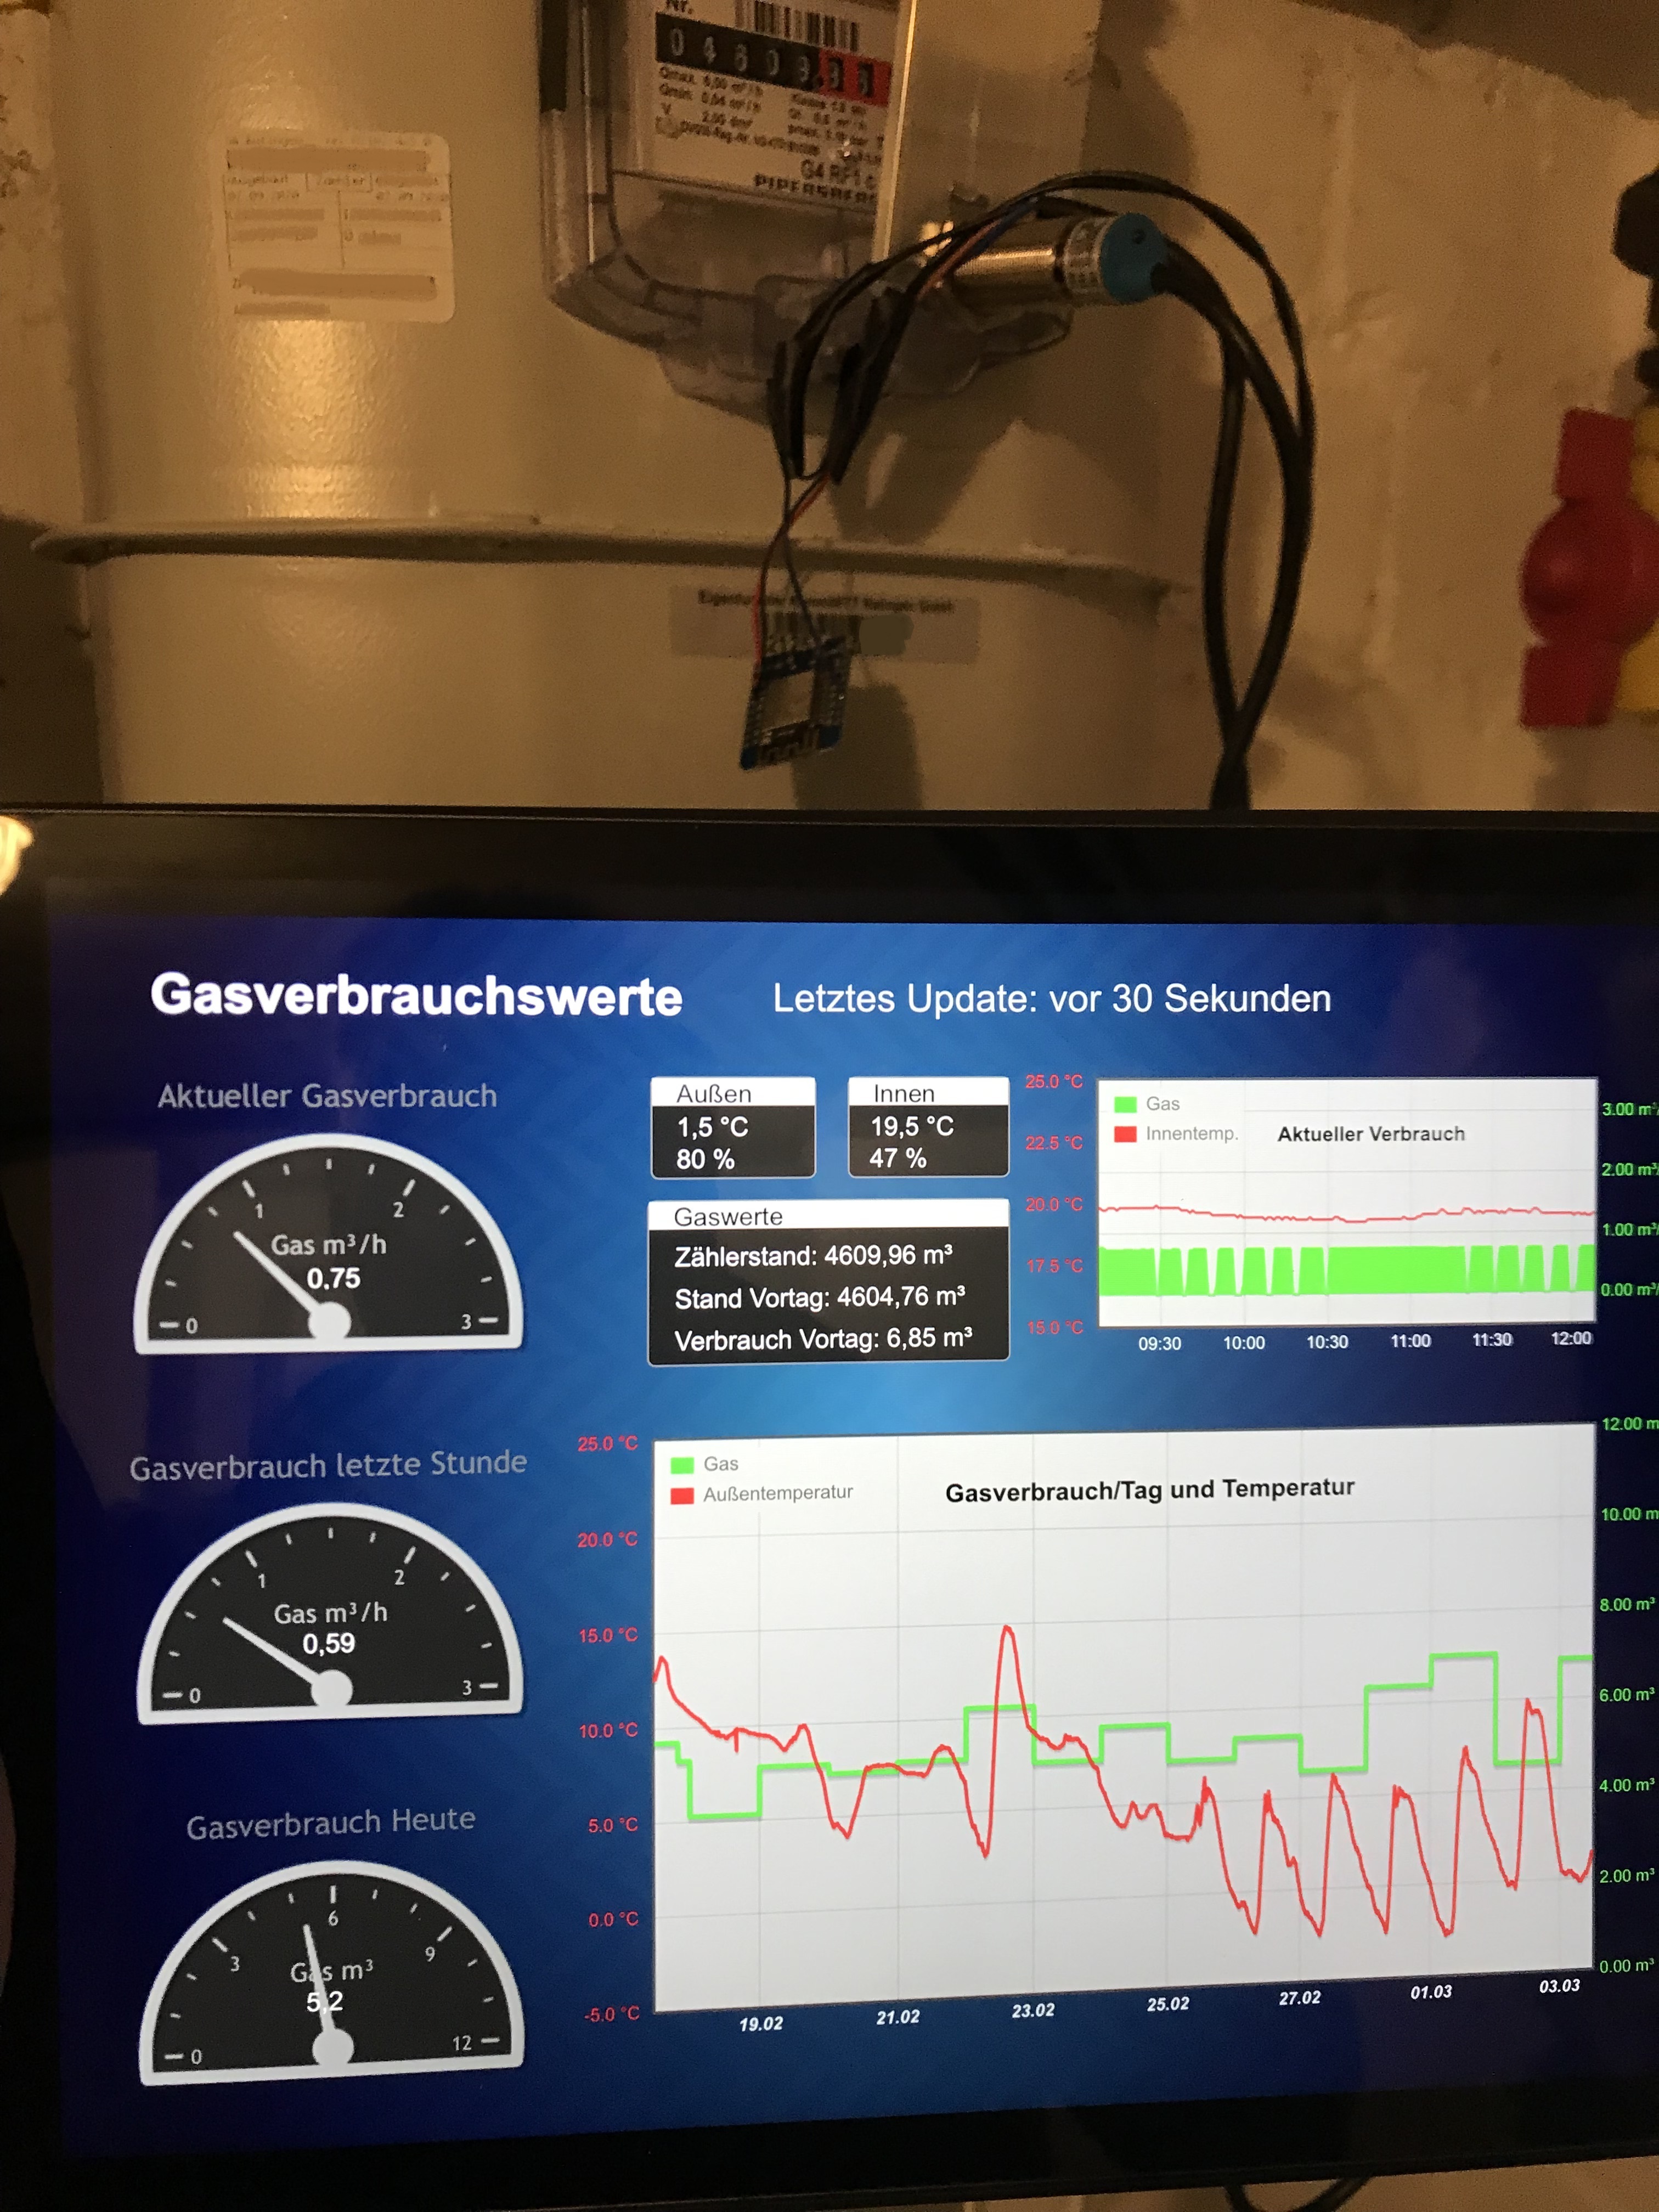 Nr.
Qmax. 6,00 m³/h
Qmin. 0,04 m³/h
V 2,00 dm³
G4 RF1 c
PIPERSBERG
Gasverbrauchswerte
Letztes Update: vor 30 Sekunden
Aktueller Gasverbrauch
1
2
Gas m³/h
0.75
0
3
Außen
1,5 °C
80 %
Innen
19,5 °C
47 %
Gaswerte
Zählerstand: 4609,96 m³
Stand Vortag: 4604,76 m³
Verbrauch Vortag: 6,85 m³
25.0 °C
22.5 °C
20.0 °C
17.5 °C
15.0 °C
Gas
Innentemp.
Aktueller Verbrauch
3.00 m³/
2.00 m³/
1.00 m³/
0.00 m³/
09:30 10:00 10:30 11:00 11:30 12:00
Gasverbrauch letzte Stunde
1
2
Gas m³/h
0,59
0
3
Gasverbrauch Heute
3
6
9
Gas m³
5,2
0
12
25.0 °C
20.0 °C
15.0 °C
10.0 °C
5.0 °C
0.0 °C
-5.0 °C
Gas
Außentemperatur
Gasverbrauch/Tag und Temperatur
12.00 m
10.00 m
8.00 m³
6.00 m³
4.00 m³
2.00 m³
0.00 m³
19.02 21.02 23.02 25.02 27.02 01.03 03.03